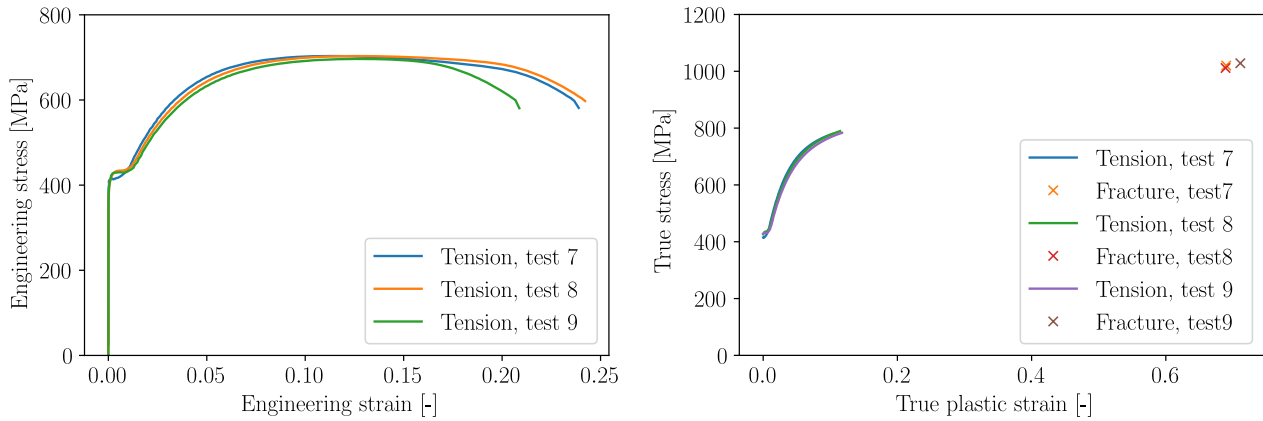 Engineering stress [MPa]
800
600
400
200
0
0.00 0.05 0.10 0.15 0.20 0.25
Engineering strain [-]
Tension, test 7
Tension, test 8
Tension, test 9
True stress [MPa]
1200
1000
800
600
400
200
0
0.0 0.2 0.4 0.6
True plastic strain [-]
Tension, test 7
Fracture, test7
Tension, test 8
Fracture, test8
Tension, test 9
Fracture, test9